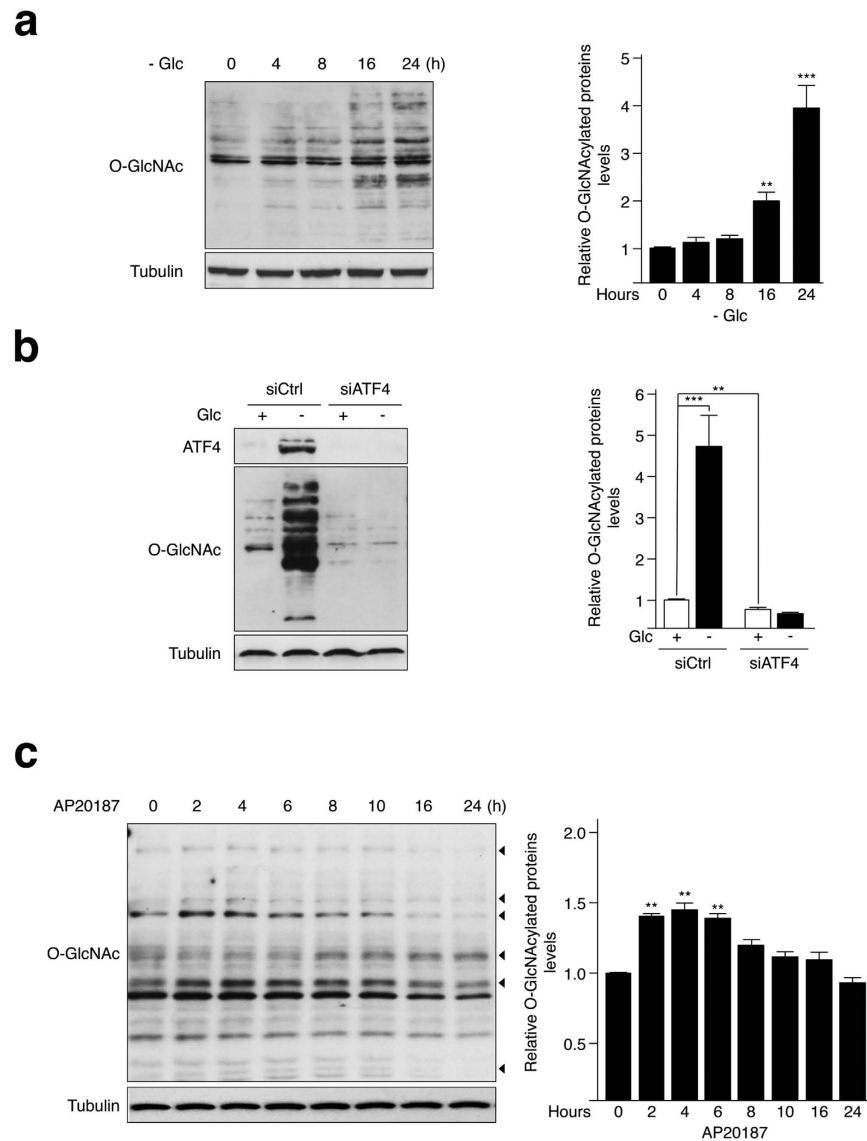 a
- Glc 0 4 8 16 24 (h)
O-GlcNAc
Tubulin
Relative O-GlcNAcylated proteins
levels
5
4
3
2
1
**
***
Hours 0 4 8 16 24
- Glc
b
siCtrl siATF4
Glc + - + -
ATF4
O-GlcNAc
Tubulin
Relative O-GlcNAcylated proteins
levels
6
5
4
3
2
1
**
***
Glc + - + -
siCtrl siATF4
c
AP20187 0 2 4 6 8 10 16 24 (h)
O-GlcNAc
Tubulin
Relative O-GlcNAcylated proteins
levels
2.0
1.5
1.0
0.5
** ** **
Hours 0 2 4 6 8 10 16 24
AP20187